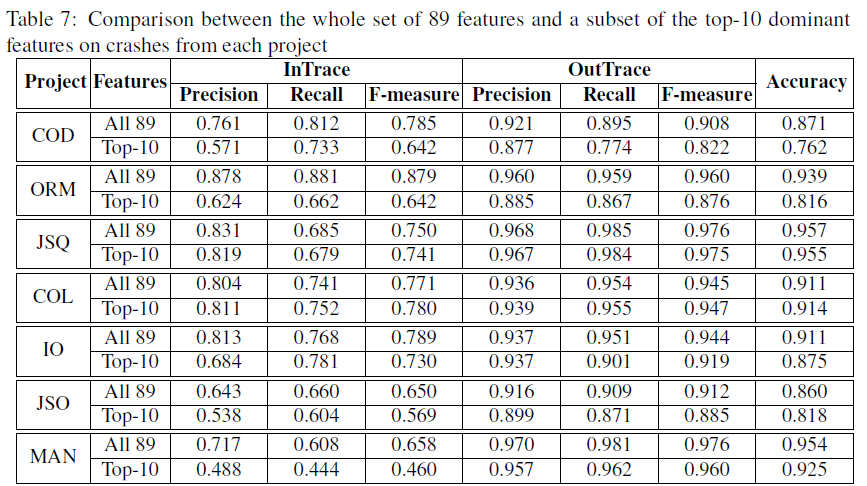 Table 7: Comparison between the whole set of 89 features and a subset of the top-10 dominant
features on crashes from each project
Project Features InTrace OutTrace Accuracy
Precision Recall F-measure Precision Recall F-measure
COD All 89 0.761 0.812 0.785 0.921 0.895 0.908 0.871
Top-10 0.571 0.733 0.642 0.877 0.774 0.822 0.762
ORM All 89 0.878 0.881 0.879 0.960 0.959 0.960 0.939
Top-10 0.624 0.662 0.642 0.885 0.867 0.876 0.816
JSQ All 89 0.831 0.685 0.750 0.968 0.985 0.976 0.957
Top-10 0.819 0.679 0.741 0.967 0.984 0.975 0.955
COL All 89 0.804 0.741 0.771 0.936 0.954 0.945 0.911
Top-10 0.811 0.752 0.780 0.939 0.955 0.947 0.914
IO All 89 0.813 0.768 0.789 0.937 0.951 0.944 0.911
Top-10 0.684 0.781 0.730 0.937 0.901 0.919 0.875
JSO All 89 0.643 0.660 0.650 0.916 0.909 0.912 0.860
Top-10 0.538 0.604 0.569 0.899 0.871 0.885 0.818
MAN All 89 0.717 0.608 0.658 0.970 0.981 0.976 0.954
Top-10 0.488 0.444 0.460 0.957 0.962 0.960 0.925